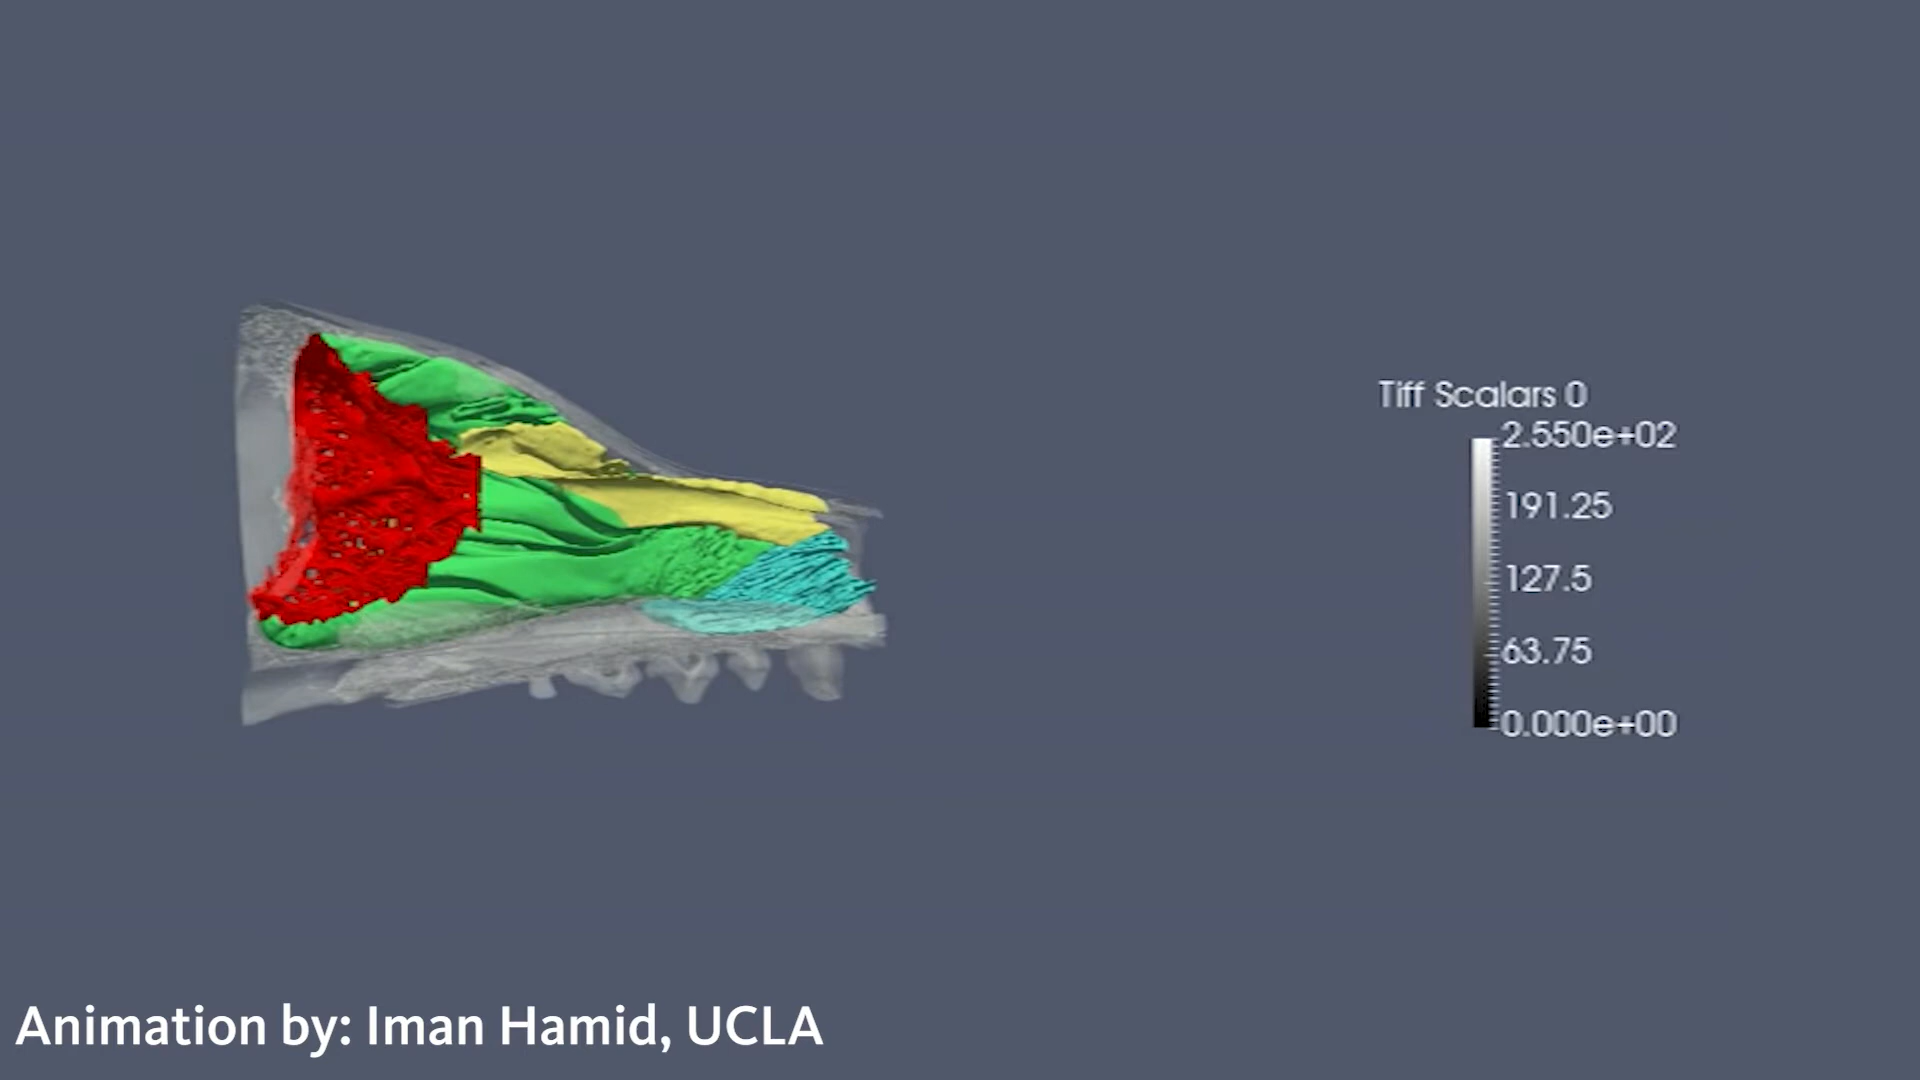 Tiff Scalars 0
2.550e+02
191.25
127.5
63.75
0.000e+00
Animation by: Iman Hamid, UCLA